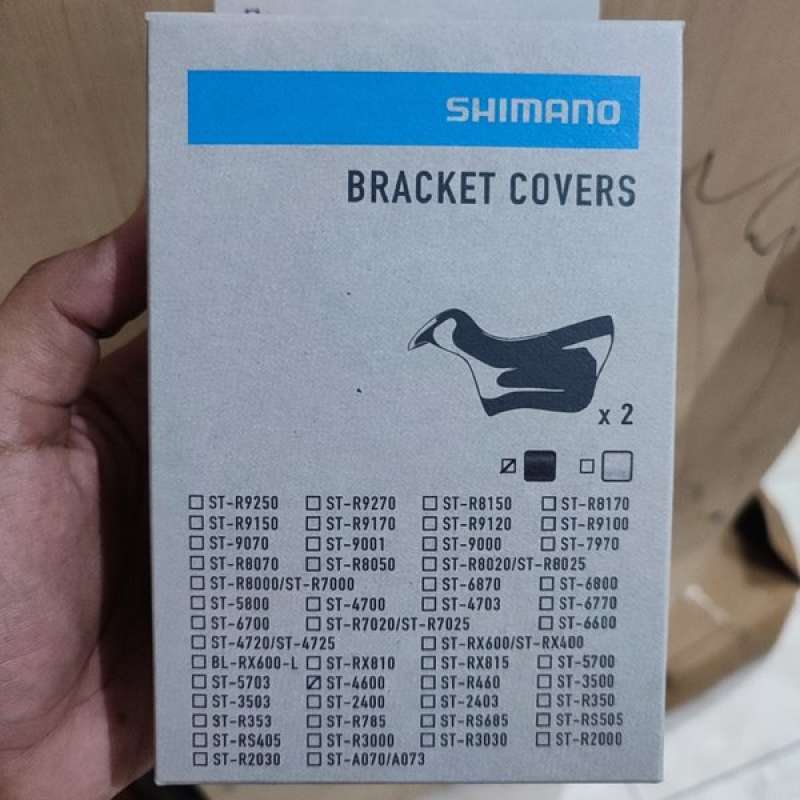 SHIMANO
BRACKET COVERS
x 2
ST-R9250 ST-R9270 ST-R8150 ST-R8170
ST-R9150 ST-R9170 ST-R9120 ST-R9100
ST-9070 ST-9001 ST-9000 ST-7970
ST-R8070 ST-R8050 ST-R8020/ST-R8025
ST-R8000/ST-R7000 ST-6870 ST-6800
ST-5800 ST-4700 ST-4703 ST-6770
ST-6700 ST-R7020/ST-R7025 ST-6600
ST-4720/ST-4725 ST-RX600/ST-RX400
BL-RX600-L ST-RX810 ST-RX815 ST-5700
ST-5703 ST-4600 ST-R460 ST-3500
ST-3503 ST-2400 ST-2403 ST-R350
ST-R353 ST-R785 ST-RS685 ST-RS505
ST-RS405 ST-R3000 ST-R3030 ST-R2000
ST-R2030 ST-A070/A073